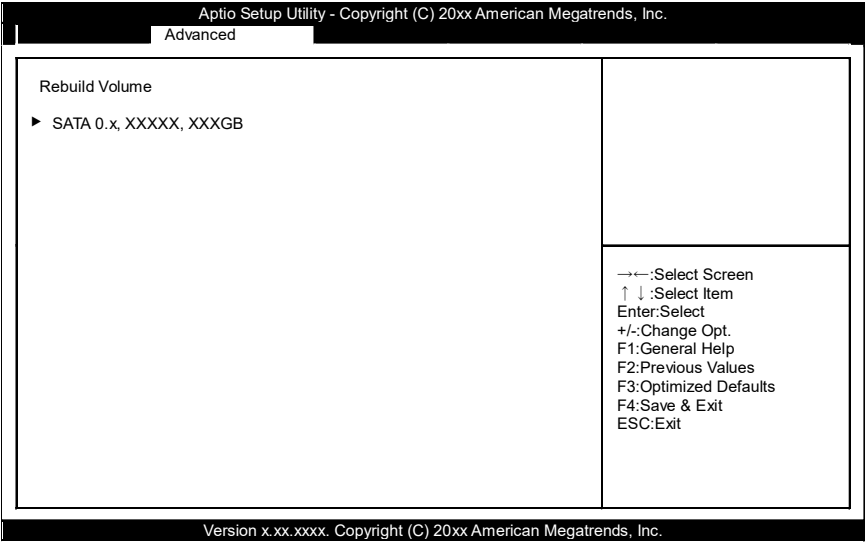 Aptio Setup Utility - Copyright (C) 20xx American Megatrends, Inc.
Advanced
Rebuild Volume
► SATA 0.x, XXXXX, XXXGB
→←:Select Screen
↑↓:Select Item
Enter:Select
+/-:Change Opt.
F1:General Help
F2:Previous Values
F3:Optimized Defaults
F4:Save & Exit
ESC:Exit
Version x.xx.xxxx. Copyright (C) 20xx American Megatrends, Inc.